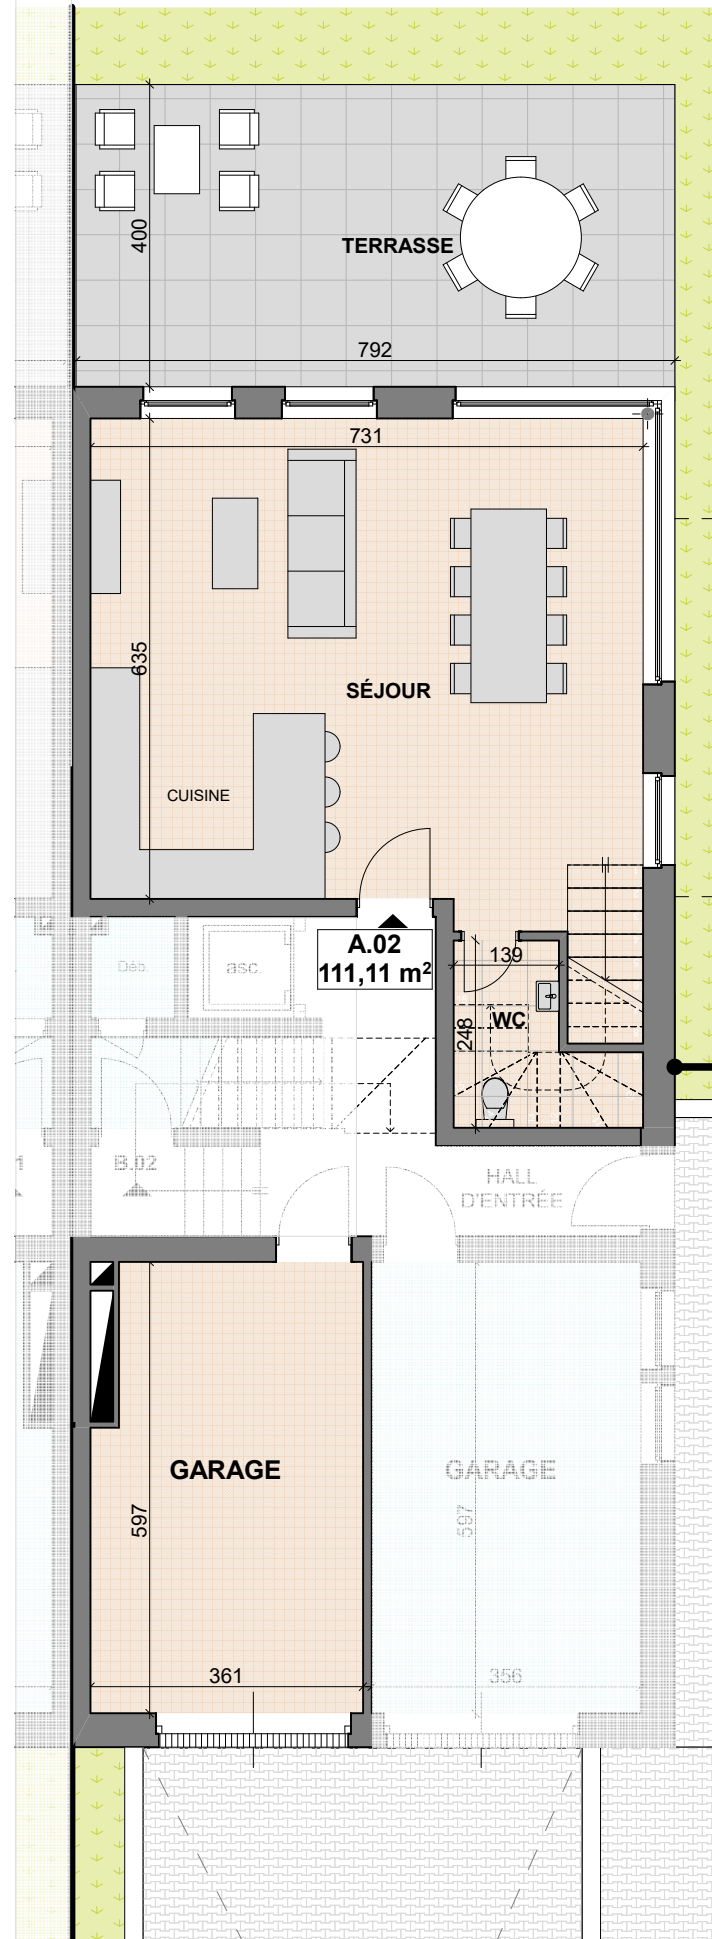 400
TERRASSE
792
731
635
SÉJOUR
CUISINE
A.02
111,11 m²
139
Déb.
asc.
248
WC
B.02
HALL
D'ENTRÉE
GARAGE
GARAGE
597
597
361
356